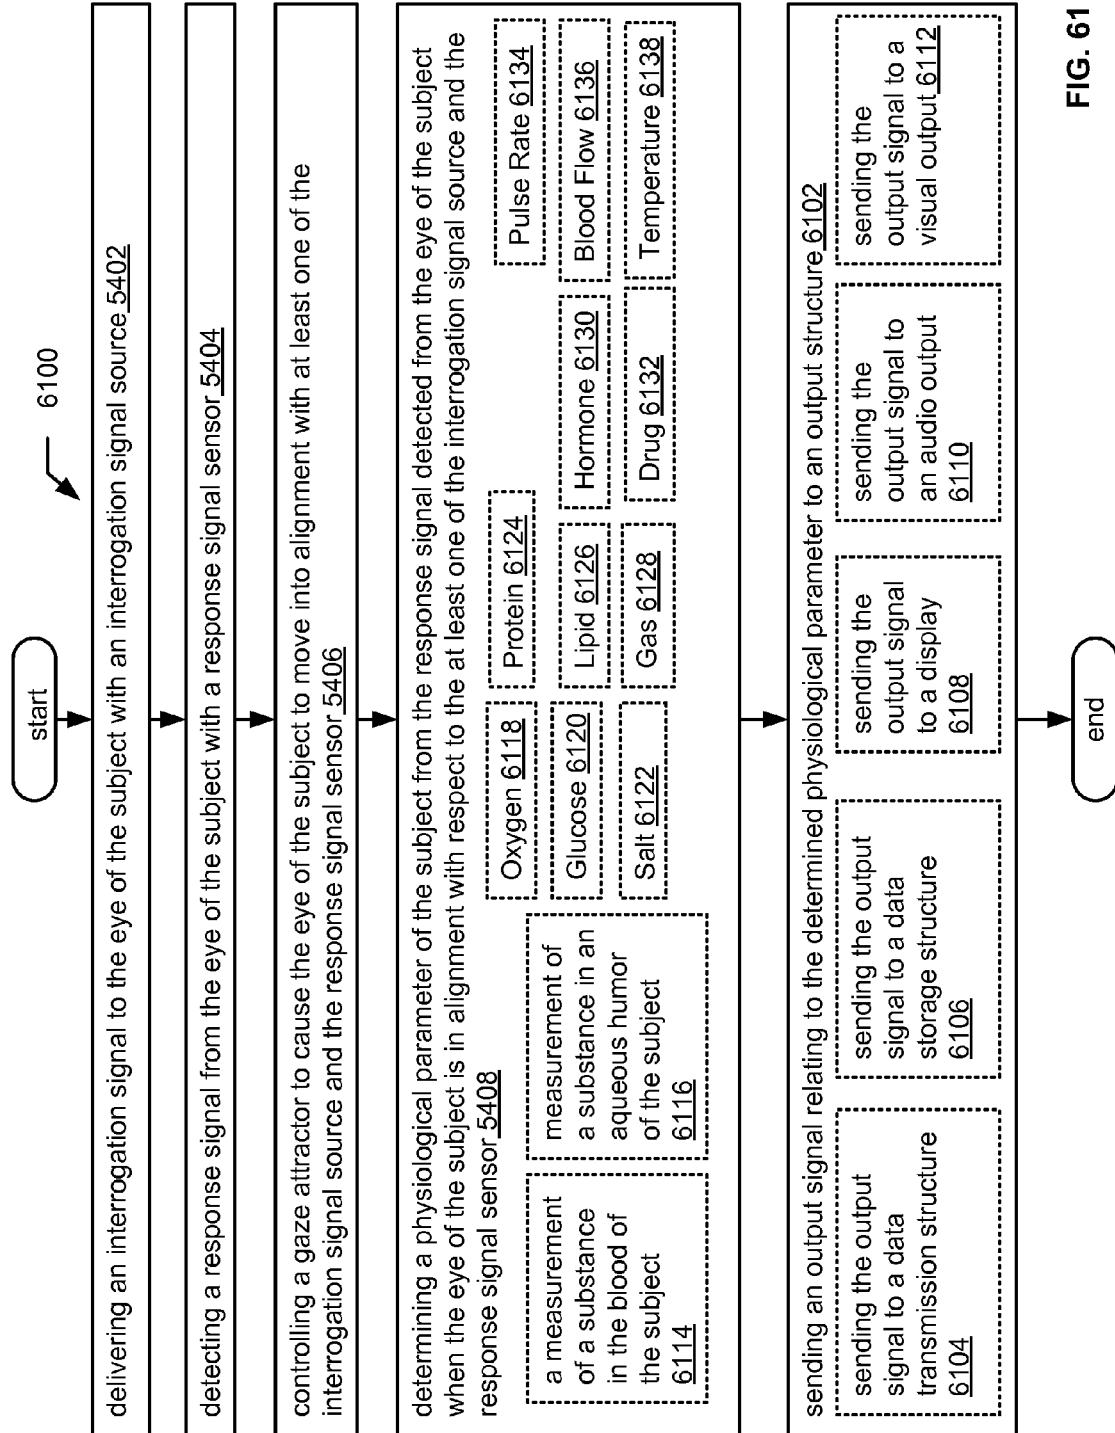 start
6100
delivering an interrogation signal to the eye of the subject with an interrogation signal source 5402
detecting a response signal from the eye of the subject with a response signal sensor 5404
controlling a gaze attractor to cause the eye of the subject to move into alignment with at least one of the
interrogation signal source and the response signal sensor 5406
determining a physiological parameter of the subject from the response signal detected from the eye of the subject
when the eye of the subject is in alignment with respect to the at least one of the interrogation signal source and the
response signal sensor 5408
a measurement
of a substance
in the blood of
the subject
6114
measurement of
a substance in an
aqueous humor
of the subject
6116
Oxygen 6118
Glucose 6120
Salt 6122
Protein 6124
Lipid 6126
Gas 6128
Hormone 6130
Drug 6132
Pulse Rate 6134
Blood Flow 6136
Temperature 6138
sending an output signal relating to the determined physiological parameter to an output structure 6102
sending the output
signal to a data
transmission structure
6104
sending the output
signal to a data
storage structure
6106
sending the
output signal
to a display
6108
sending the
output signal to
an audio output
6110
sending the
output signal to a
visual output 6112
end
FIG. 61